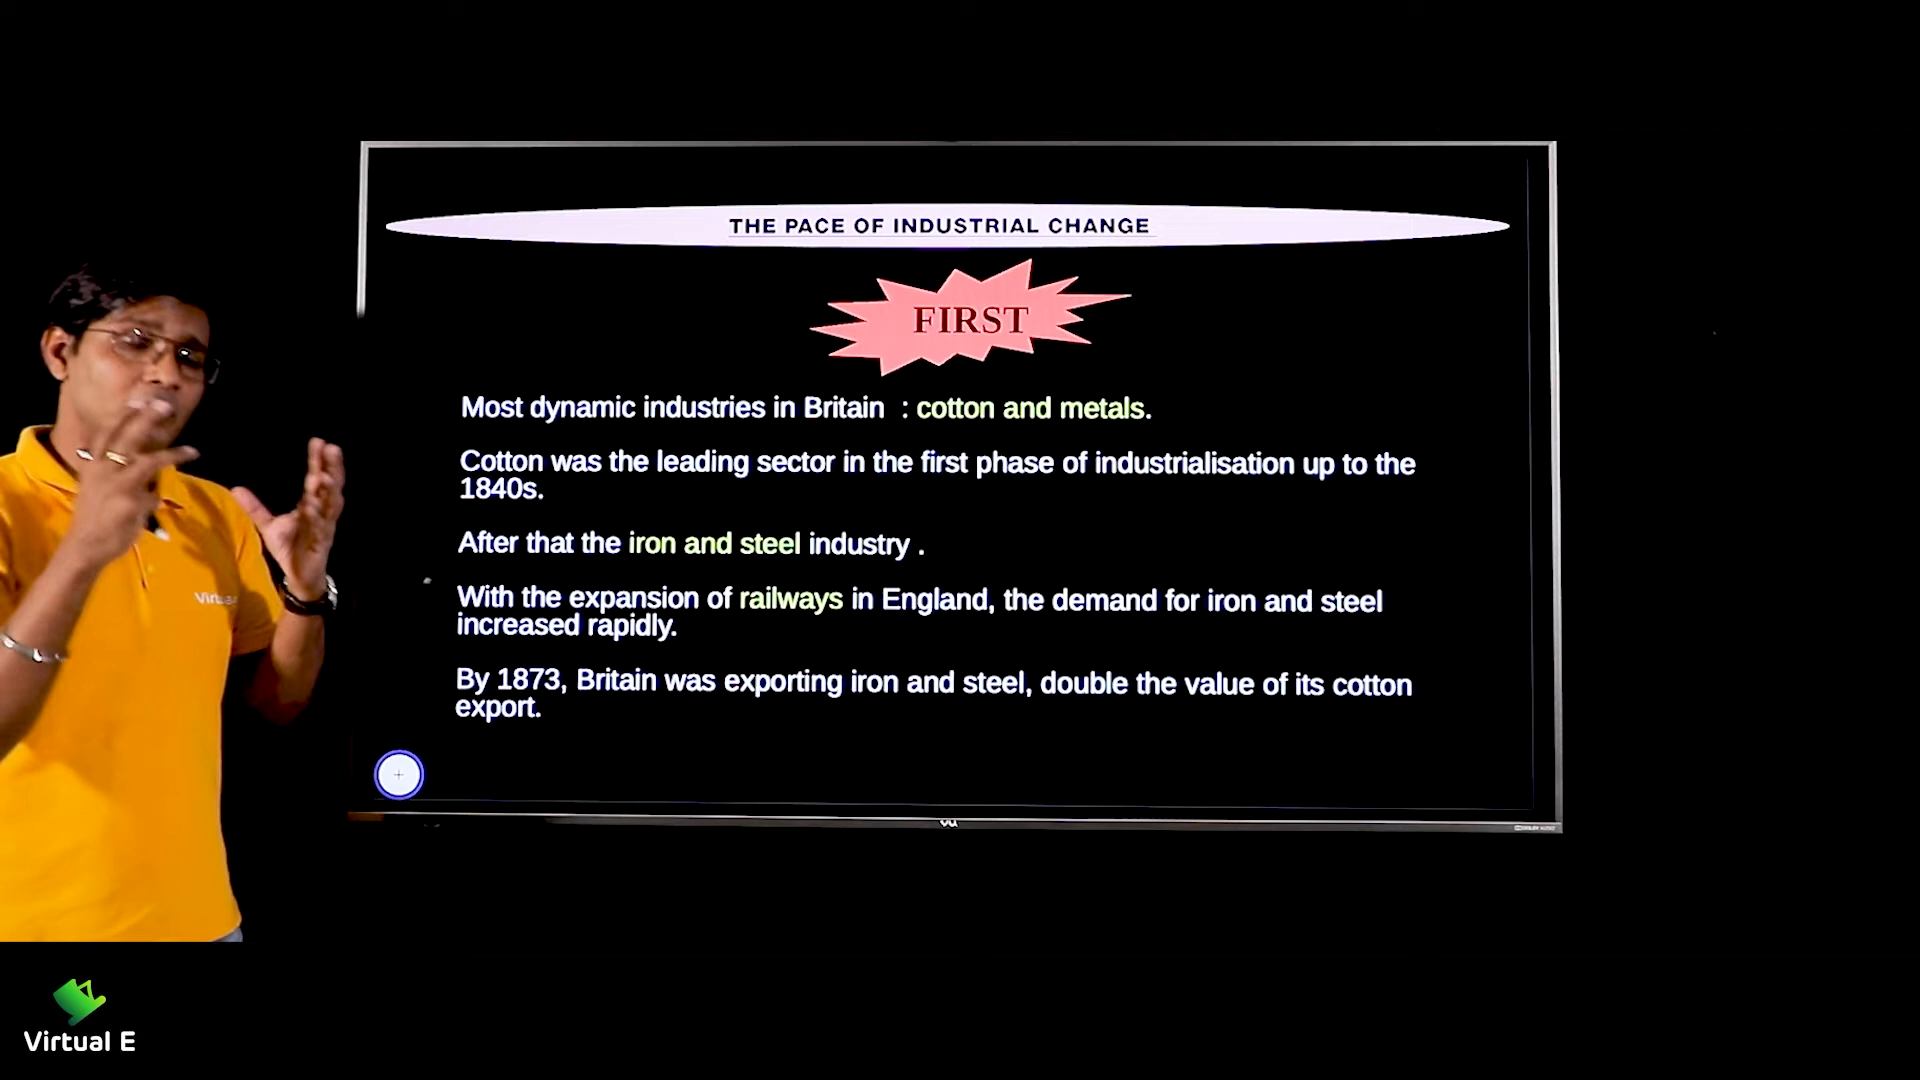 THE PACE OF INDUSTRIAL CHANGE
FIRST
Most dynamic industries in Britain : cotton and metals.
Cotton was the leading sector in the first phase of industrialisation up to the
1840s.
After that the iron and steel industry .
With the expansion of railways in England, the demand for iron and steel
increased rapidly.
By 1873, Britain was exporting iron and steel, double the value of its cotton
export.
Virtual E